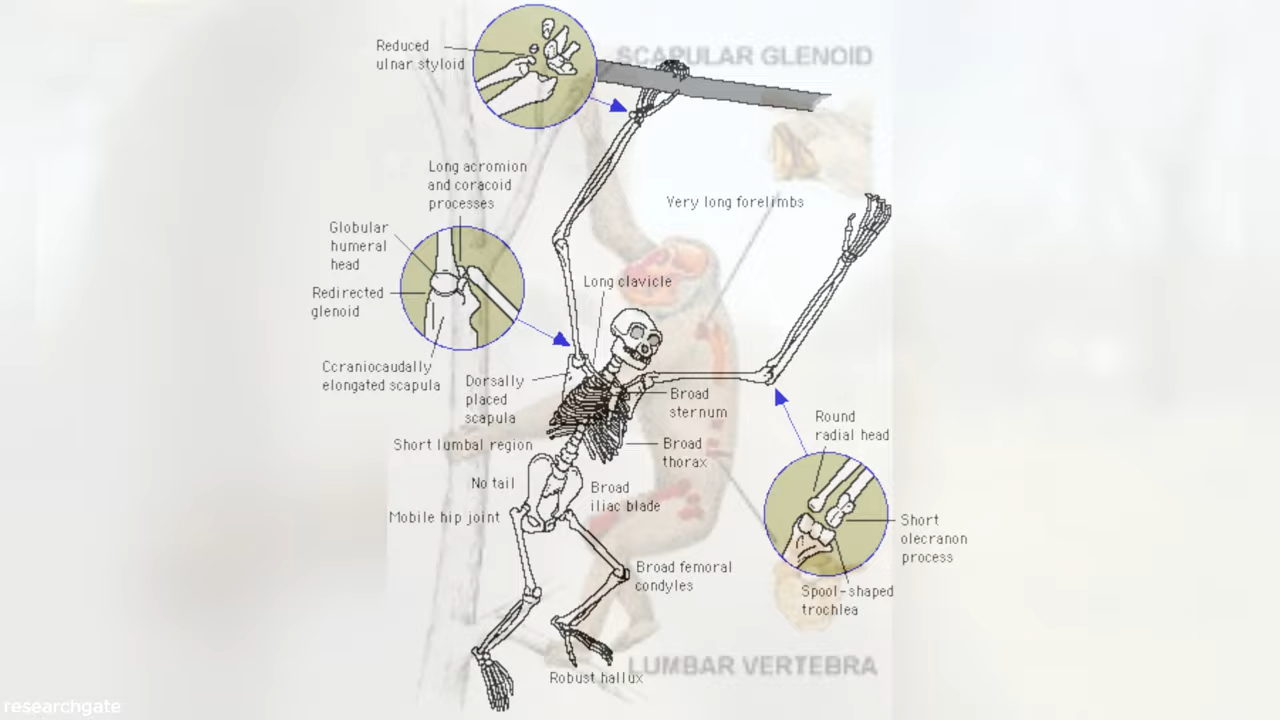 SCAPULAR GLENOID
Reduced
ulnar styloid
Long acromion
and coracoid
processes
Very long forelimbs
Globular
humeral
head
Long clavicle
Redirected
glenoid
Ccraniocaudally
elongated scapula
Dorsally
placed
scapula
Broad
sternum
Round
radial head
Short lumbal region
Broad
thorax
No tail
Broad
iliac blade
Mobile hip joint
Short
olecranon
process
Broad femoral
condyles
Spool-shaped
trochlea
LUMBAR VERTEBRA
Robust hallux
researchgate